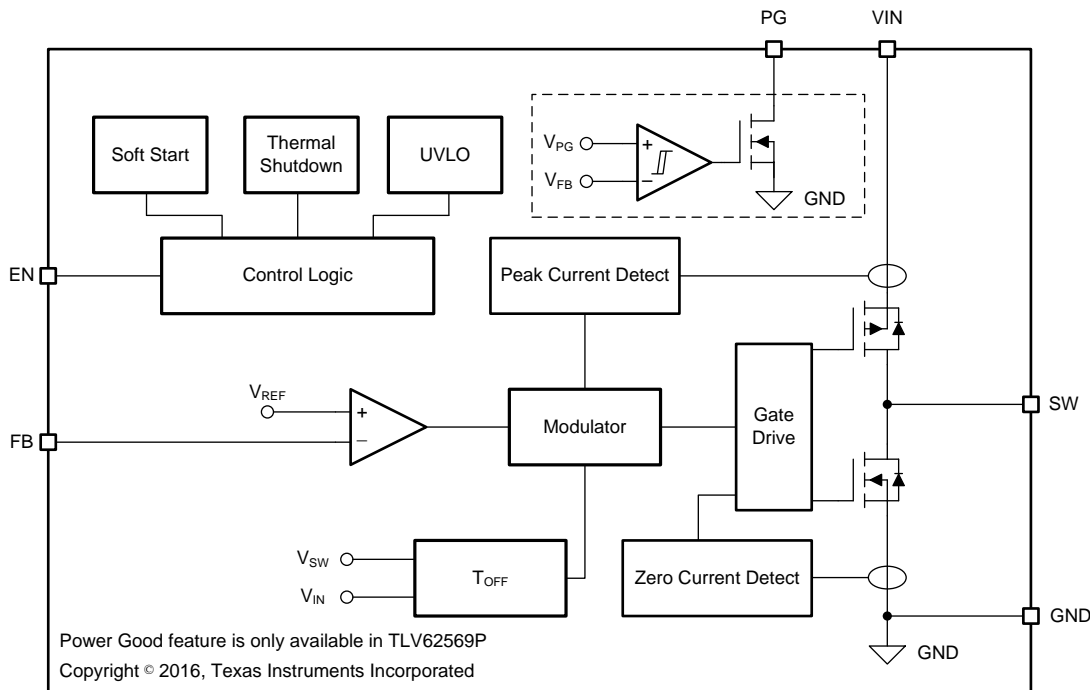 PG
VIN
Soft Start
Thermal
Shutdown
UVLO
V_PG
+
V_FB
−
GND
EN
Control Logic
Peak Current Detect
V_REF
+
FB
−
Modulator
Gate
Drive
SW
V_SW
V_IN
T_OFF
Zero Current Detect
GND
GND
Power Good feature is only available in TLV62569P
Copyright © 2016, Texas Instruments Incorporated